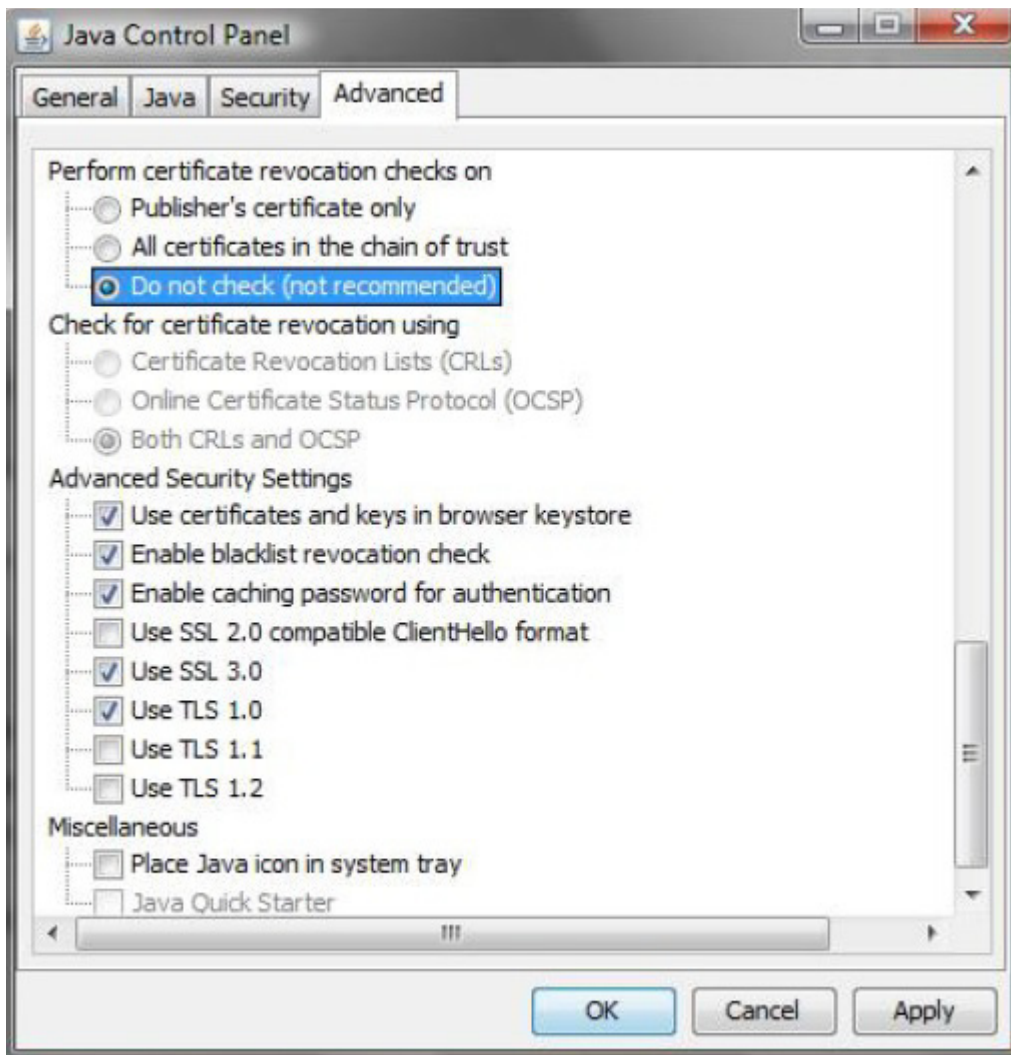 Java Control Panel
General Java Security Advanced
Perform certificate revocation checks on
Publisher's certificate only
All certificates in the chain of trust
Do not check (not recommended)
Check for certificate revocation using
Certificate Revocation Lists (CRLs)
Online Certificate Status Protocol (OCSP)
Both CRLs and OCSP
Advanced Security Settings
Use certificates and keys in browser keystore
Enable blacklist revocation check
Enable caching password for authentication
Use SSL 2.0 compatible ClientHello format
Use SSL 3.0
Use TLS 1.0
Use TLS 1.1
Use TLS 1.2
Miscellaneous
Place Java icon in system tray
Java Quick Starter
OK Cancel Apply